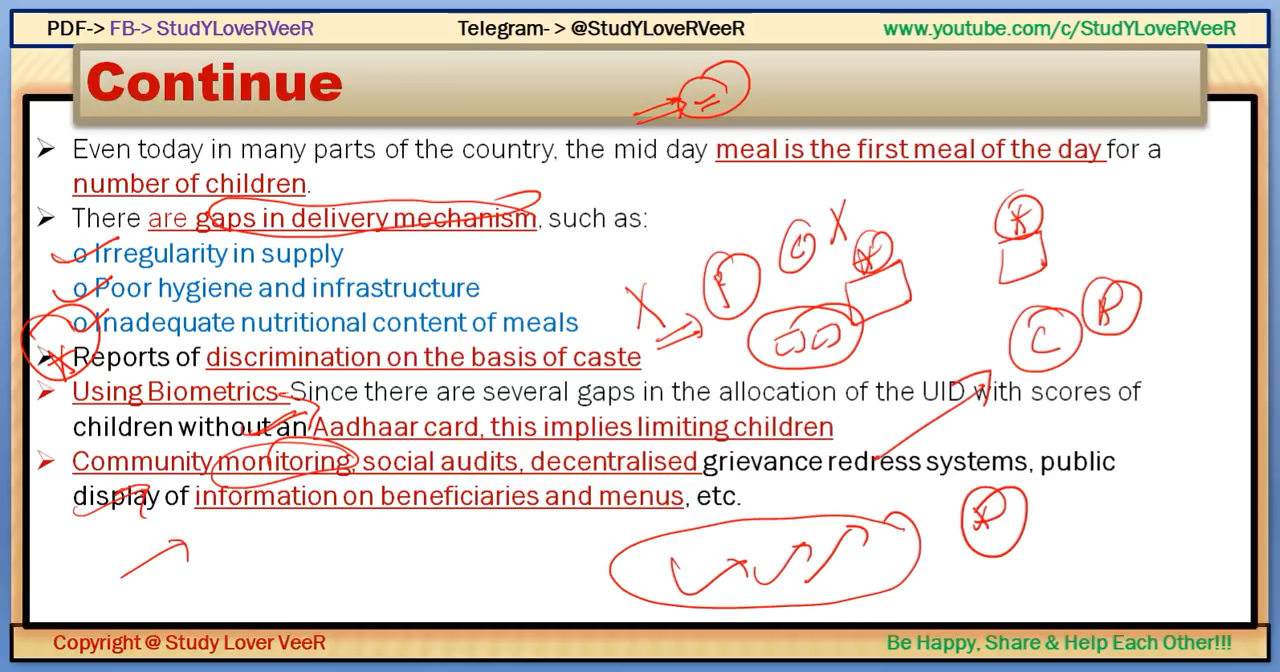 PDF-> FB-> StudYLoveRVeeR Telegram- > @StudYLoveRVeeR www.youtube.com/c/StudYLoveRVeeR
Continue
➢ Even today in many parts of the country, the mid day meal is the first meal of the day for a
number of children.
➢ There are gaps in delivery mechanism, such as:
o Irregularity in supply
o Poor hygiene and infrastructure
o Inadequate nutritional content of meals
➢ Reports of discrimination on the basis of caste
➢ Using Biometrics-Since there are several gaps in the allocation of the UID with scores of
children without an Aadhaar card, this implies limiting children
➢ Community monitoring, social audits, decentralised grievance redress systems, public
display of information on beneficiaries and menus, etc.
Copyright @ Study Lover VeeR Be Happy, Share & Help Each Other!!!